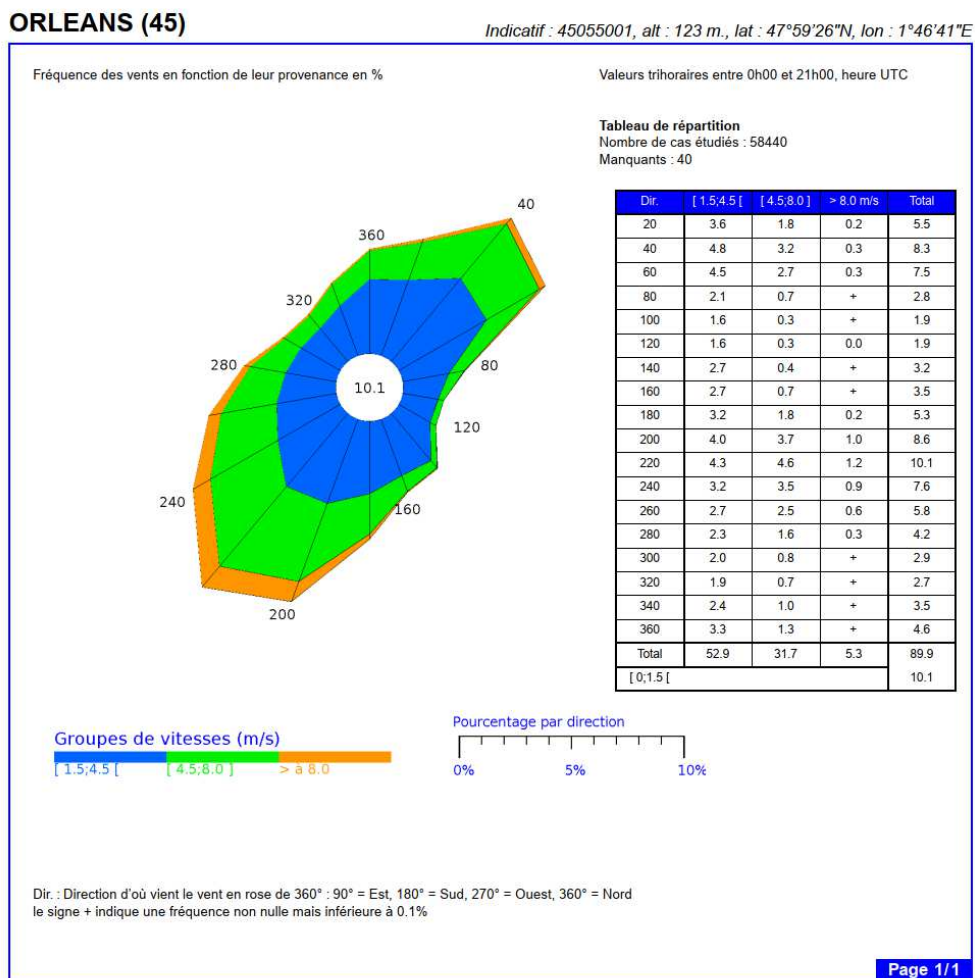 ORLEANS (45)
Indicatif : 45055001, alt : 123 m., lat : 47°59'26"N, lon : 1°46'41"E
Fréquence des vents en fonction de leur provenance en %
Valeurs trihoraires entre 0h00 et 21h00, heure UTC
Tableau de répartition
Nombre de cas étudiés : 58440
Manquants : 40
40
360
320
280
80
10.1
120
240
160
200
Dir. [ 1.5;4.5 [ [ 4.5;8.0 ] > 8.0 m/s Total
20 3.6 1.8 0.2 5.5
40 4.8 3.2 0.3 8.3
60 4.5 2.7 0.3 7.5
80 2.1 0.7 + 2.8
100 1.6 0.3 + 1.9
120 1.6 0.3 0.0 1.9
140 2.7 0.4 + 3.2
160 2.7 0.7 + 3.5
180 3.2 1.8 0.2 5.3
200 4.0 3.7 1.0 8.6
220 4.3 4.6 1.2 10.1
240 3.2 3.5 0.9 7.6
260 2.7 2.5 0.6 5.8
280 2.3 1.6 0.3 4.2
300 2.0 0.8 + 2.9
320 1.9 0.7 + 2.7
340 2.4 1.0 + 3.5
360 3.3 1.3 + 4.6
Total 52.9 31.7 5.3 89.9
[ 0;1.5 [ 10.1
Groupes de vitesses (m/s)
[ 1.5;4.5 [ [ 4.5;8.0 ] > à 8.0
Pourcentage par direction
0% 5% 10%
Dir. : Direction d'où vient le vent en rose de 360° : 90° = Est, 180° = Sud, 270° = Ouest, 360° = Nord
le signe + indique une fréquence non nulle mais inférieure à 0.1%
Page 1/1